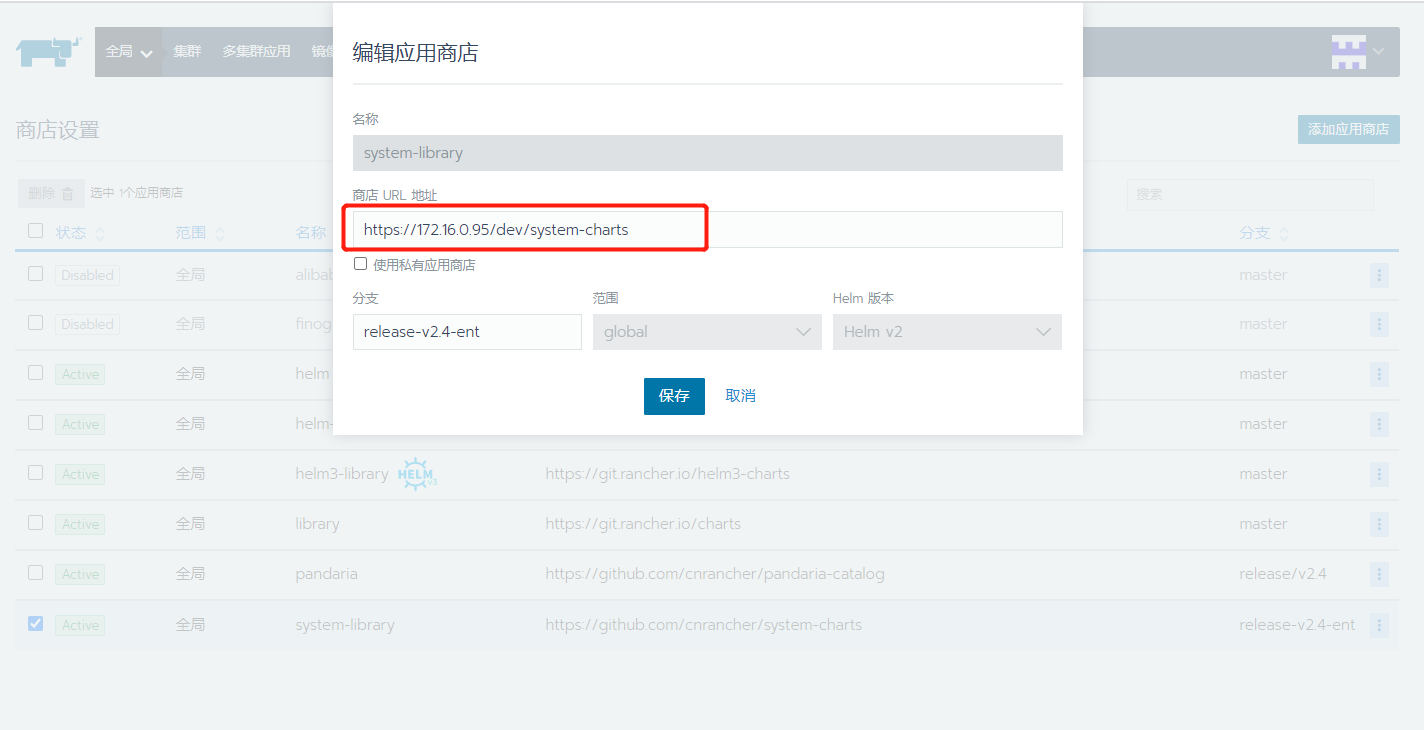 全局 集群 多集群应用
编辑应用商店
商店设置
添加应用商店
名称
system-library
删除 选中 1个应用商店
搜索
商店 URL 地址
https://172.16.0.95/dev/system-charts
状态 范围 名称 分支
使用私有应用商店
Disabled 全局 master
分支 范围 Helm 版本
release-v2.4-ent global Helm v2
Disabled 全局 master
Active 全局 helm master
保存 取消
Active 全局 master
Active 全局 helm3-library HELM v3 https://git.rancher.io/helm3-charts master
Active 全局 library https://git.rancher.io/charts master
Active 全局 pandaria https://github.com/cnrancher/pandaria-catalog release/v2.4
Active 全局 system-library https://github.com/cnrancher/system-charts release-v2.4-ent